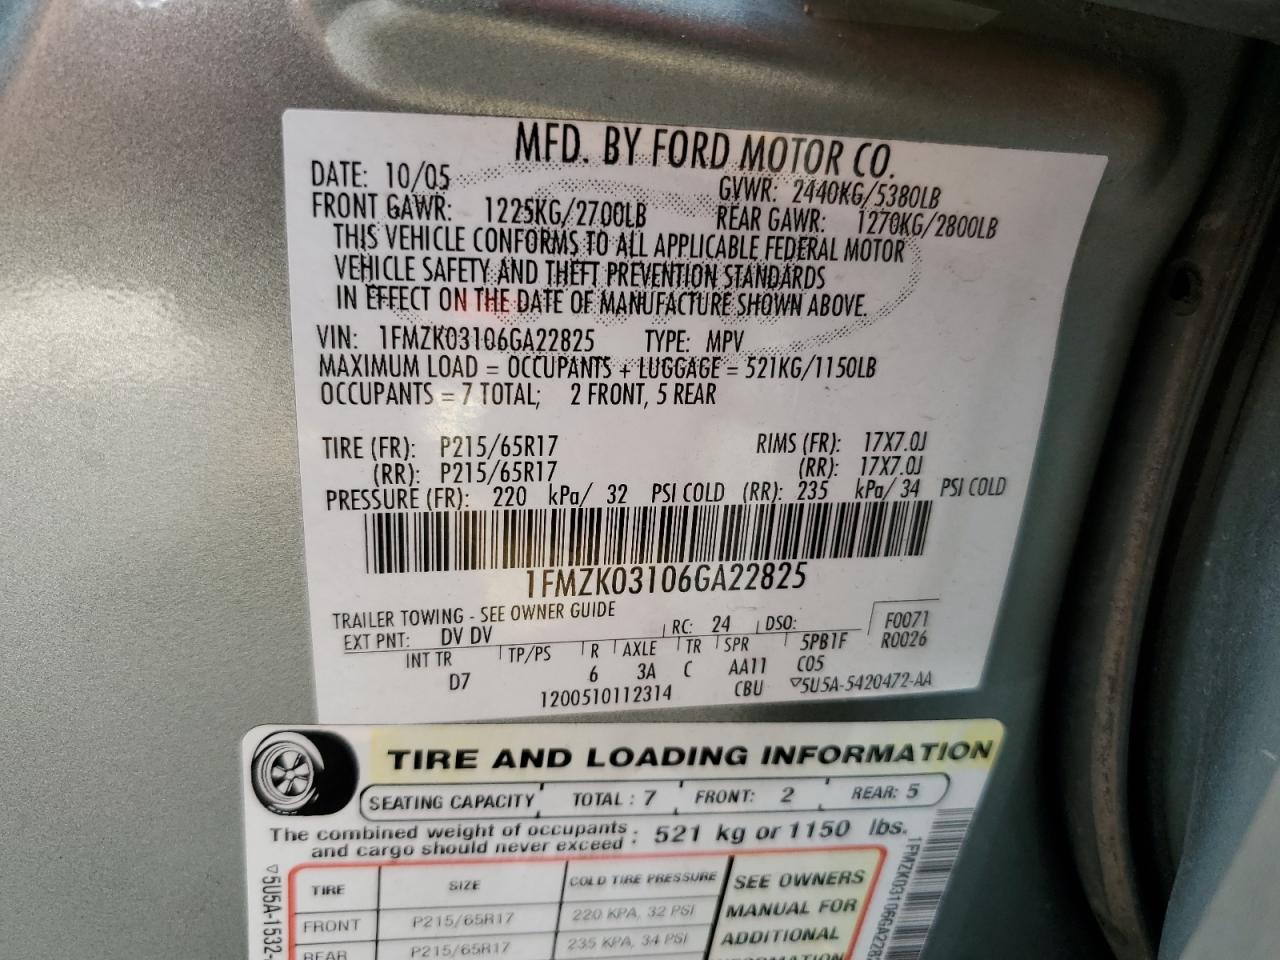 MFD. BY FORD MOTOR CO.
DATE: 10/05 GVWR: 2440KG/5380LB
FRONT GAWR: 1225KG/2700LB REAR GAWR: 1270KG/2800LB
THIS VEHICLE CONFORMS TO ALL APPLICABLE FEDERAL MOTOR
VEHICLE SAFETY AND THEFT PREVENTION STANDARDS
IN EFFECT ON THE DATE OF MANUFACTURE SHOWN ABOVE.
VIN: 1FMZK03106GA22825 TYPE: MPV
MAXIMUM LOAD = OCCUPANTS + LUGGAGE = 521KG/1150LB
OCCUPANTS = 7 TOTAL; 2 FRONT, 5 REAR
TIRE (FR): P215/65R17 RIMS (FR): 17X7.0J
(RR): P215/65R17 (RR): 17X7.0J
PRESSURE (FR): 220 kPa/ 32 PSI COLD (RR): 235 kPa/ 34 PSI COLD
1FMZK03106GA22825
TRAILER TOWING - SEE OWNER GUIDE
EXT PNT: DV DV RC: 24 DSO: F0071
INT TR TP/PS R AXLE TR SPR 5PB1F R0026
D7 6 3A C AA11 C05
1200510112314 CBU 5U5A-5420472-AA
TIRE AND LOADING INFORMATION
SEATING CAPACITY TOTAL : 7 FRONT: 2 REAR: 5
The combined weight of occupants and cargo should never exceed : 521 kg or 1150 lbs.
TIRE SIZE COLD TIRE PRESSURE SEE OWNERS
FRONT P215/65R17 220 KPA, 32 PSI MANUAL FOR
REAR P215/65R17 235 KPA, 34 PSI ADDITIONAL
INFORMATION
5U5A-1532-
1FMZK03106GA2282